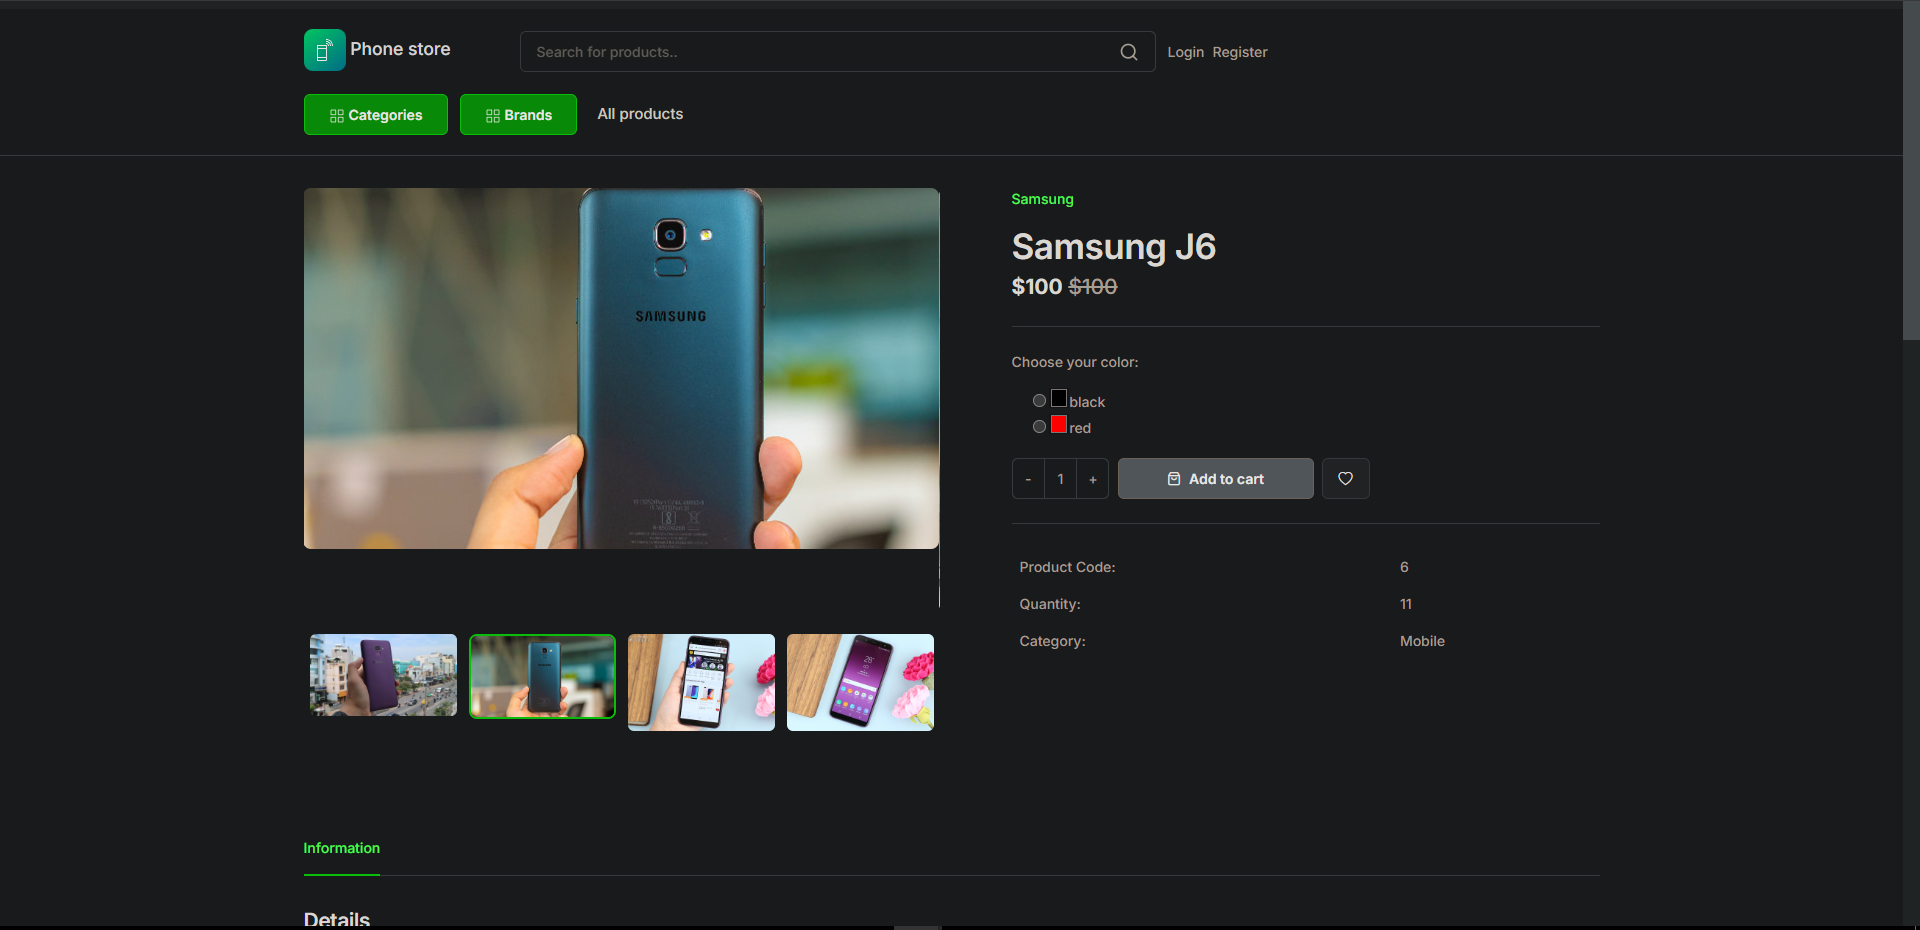 Phone store
Search for products..
Login Register
Categories
Brands
All products
SAMSUNG
Samsung
Samsung J6
$100 $100
Choose your color:
black
red
- 1 +
Add to cart
Product Code: 6
Quantity: 11
Category: Mobile
Information
Details